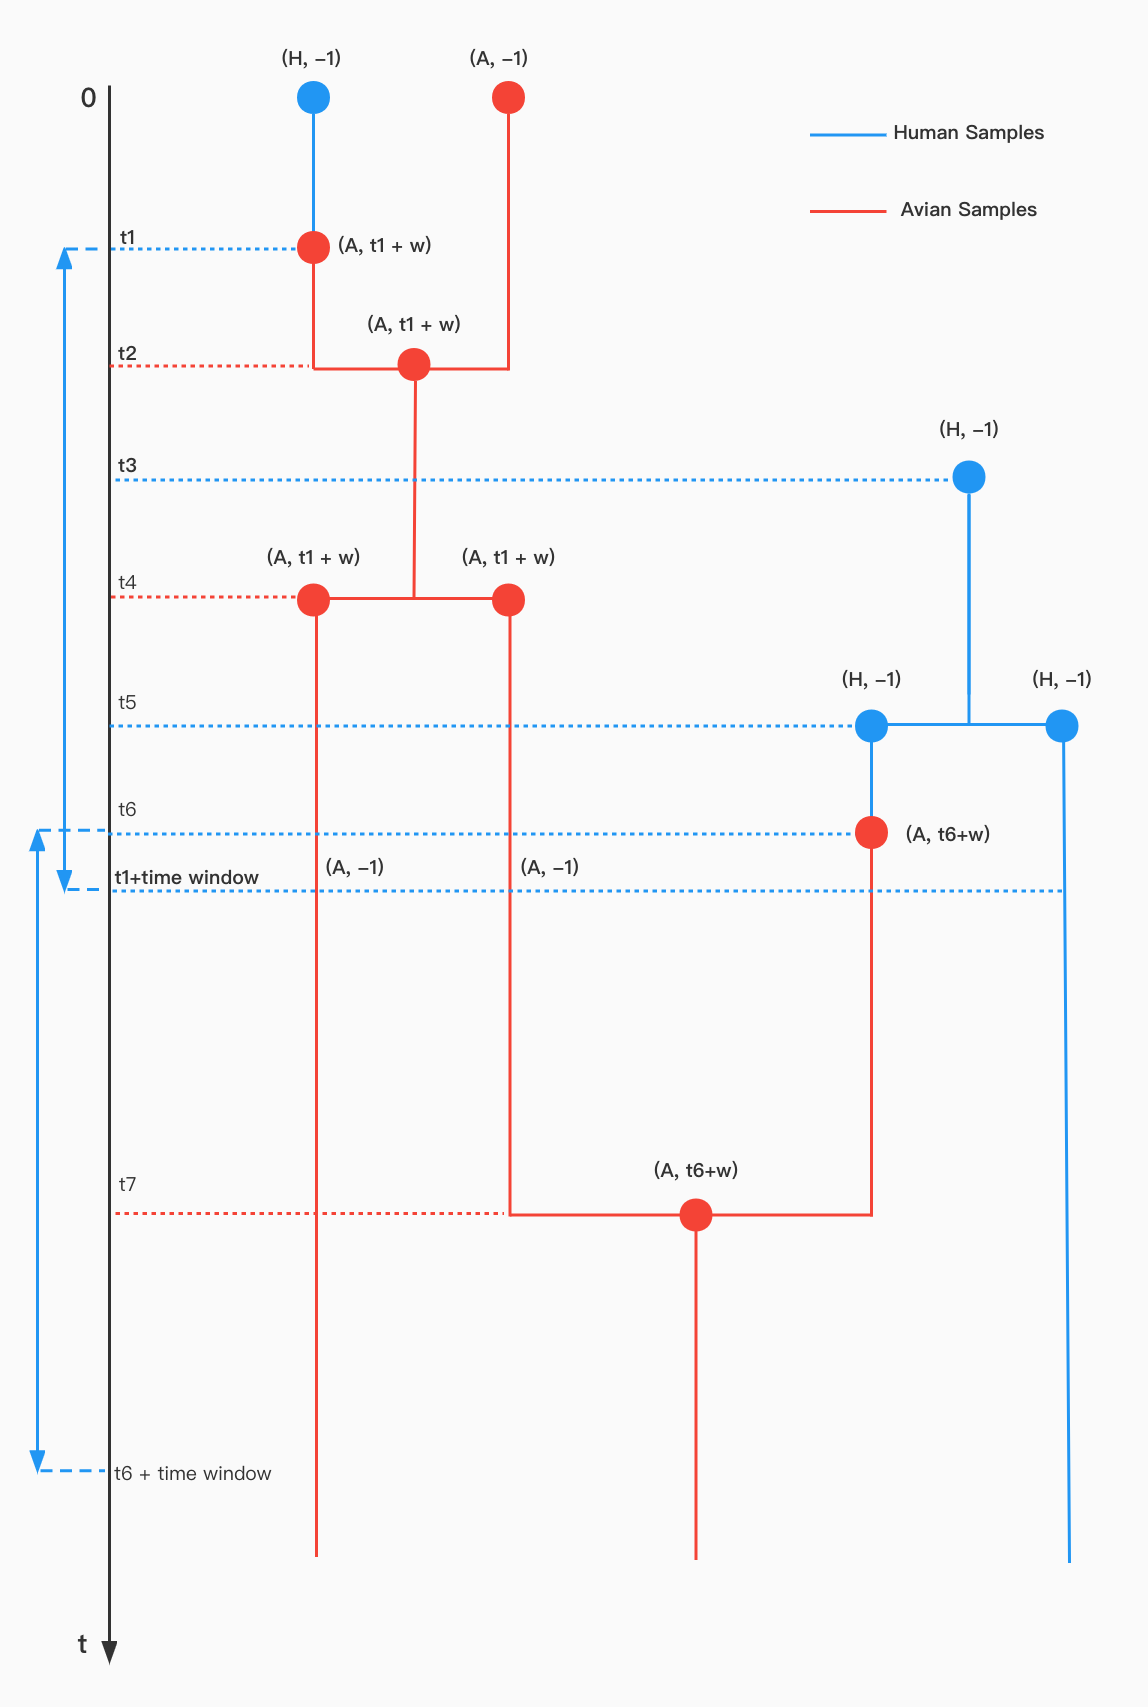 (H, −1)
(A, −1)
0
Human Samples
Avian Samples
t1
(A, t1 + w)
(A, t1 + w)
t2
(H, −1)
t3
(A, t1 + w)
(A, t1 + w)
t4
(H, −1)
(H, −1)
t5
t6
(A, t6+w)
(A, −1)
(A, −1)
t1+time window
(A, t6+w)
t7
t6 + time window
t